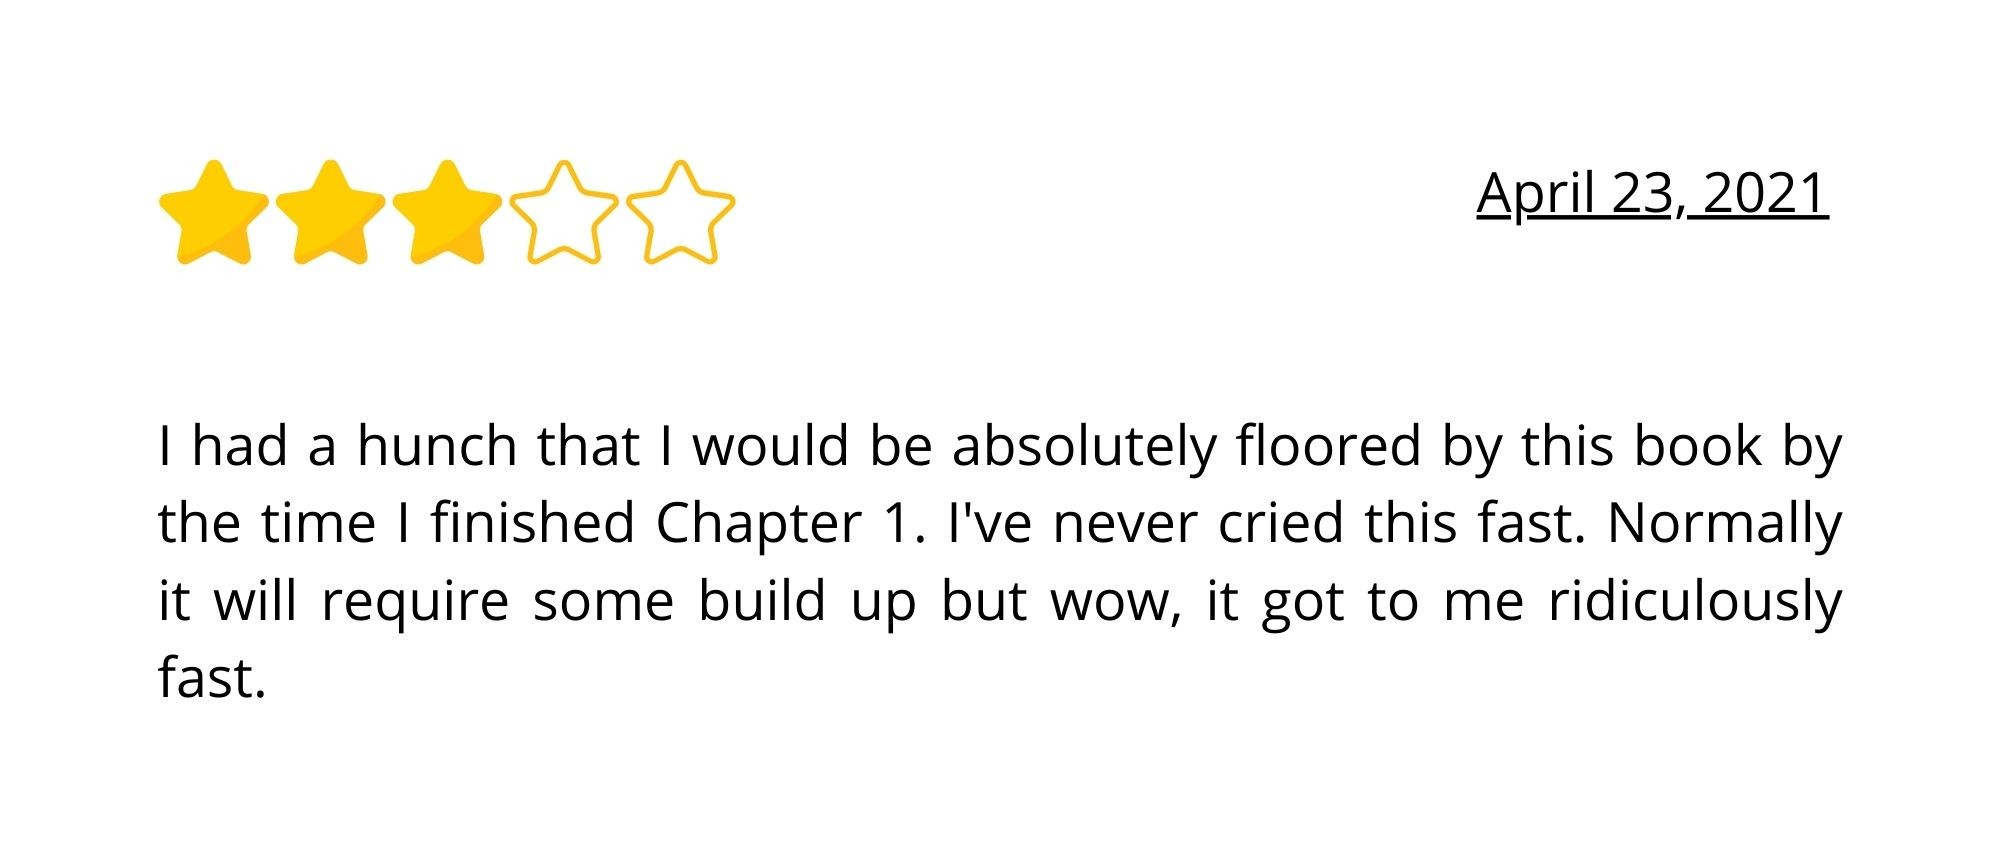 April 23, 2021
I had a hunch that I would be absolutely floored by this book by
the time I finished Chapter 1. I've never cried this fast. Normally
it will require some build up but wow, it got to me ridiculously
fast.